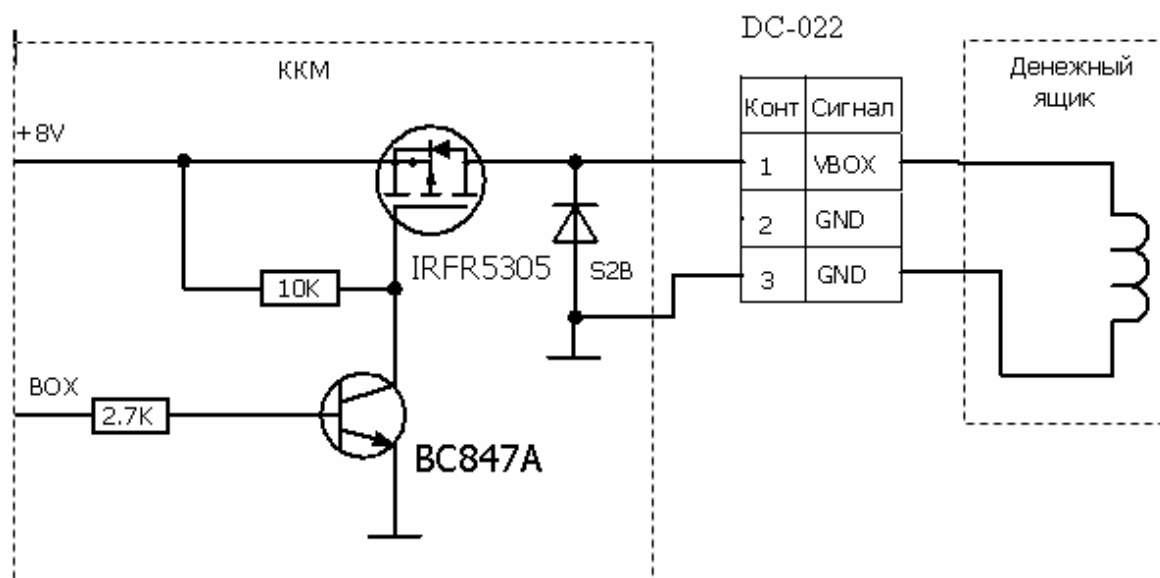 DC-022
ККМ
Денежный
ящик
Конт Сигнал
+8V
1 VBOX
2 GND
IRFR5305
S2B
3 GND
10K
BOX
2.7K
BC847A